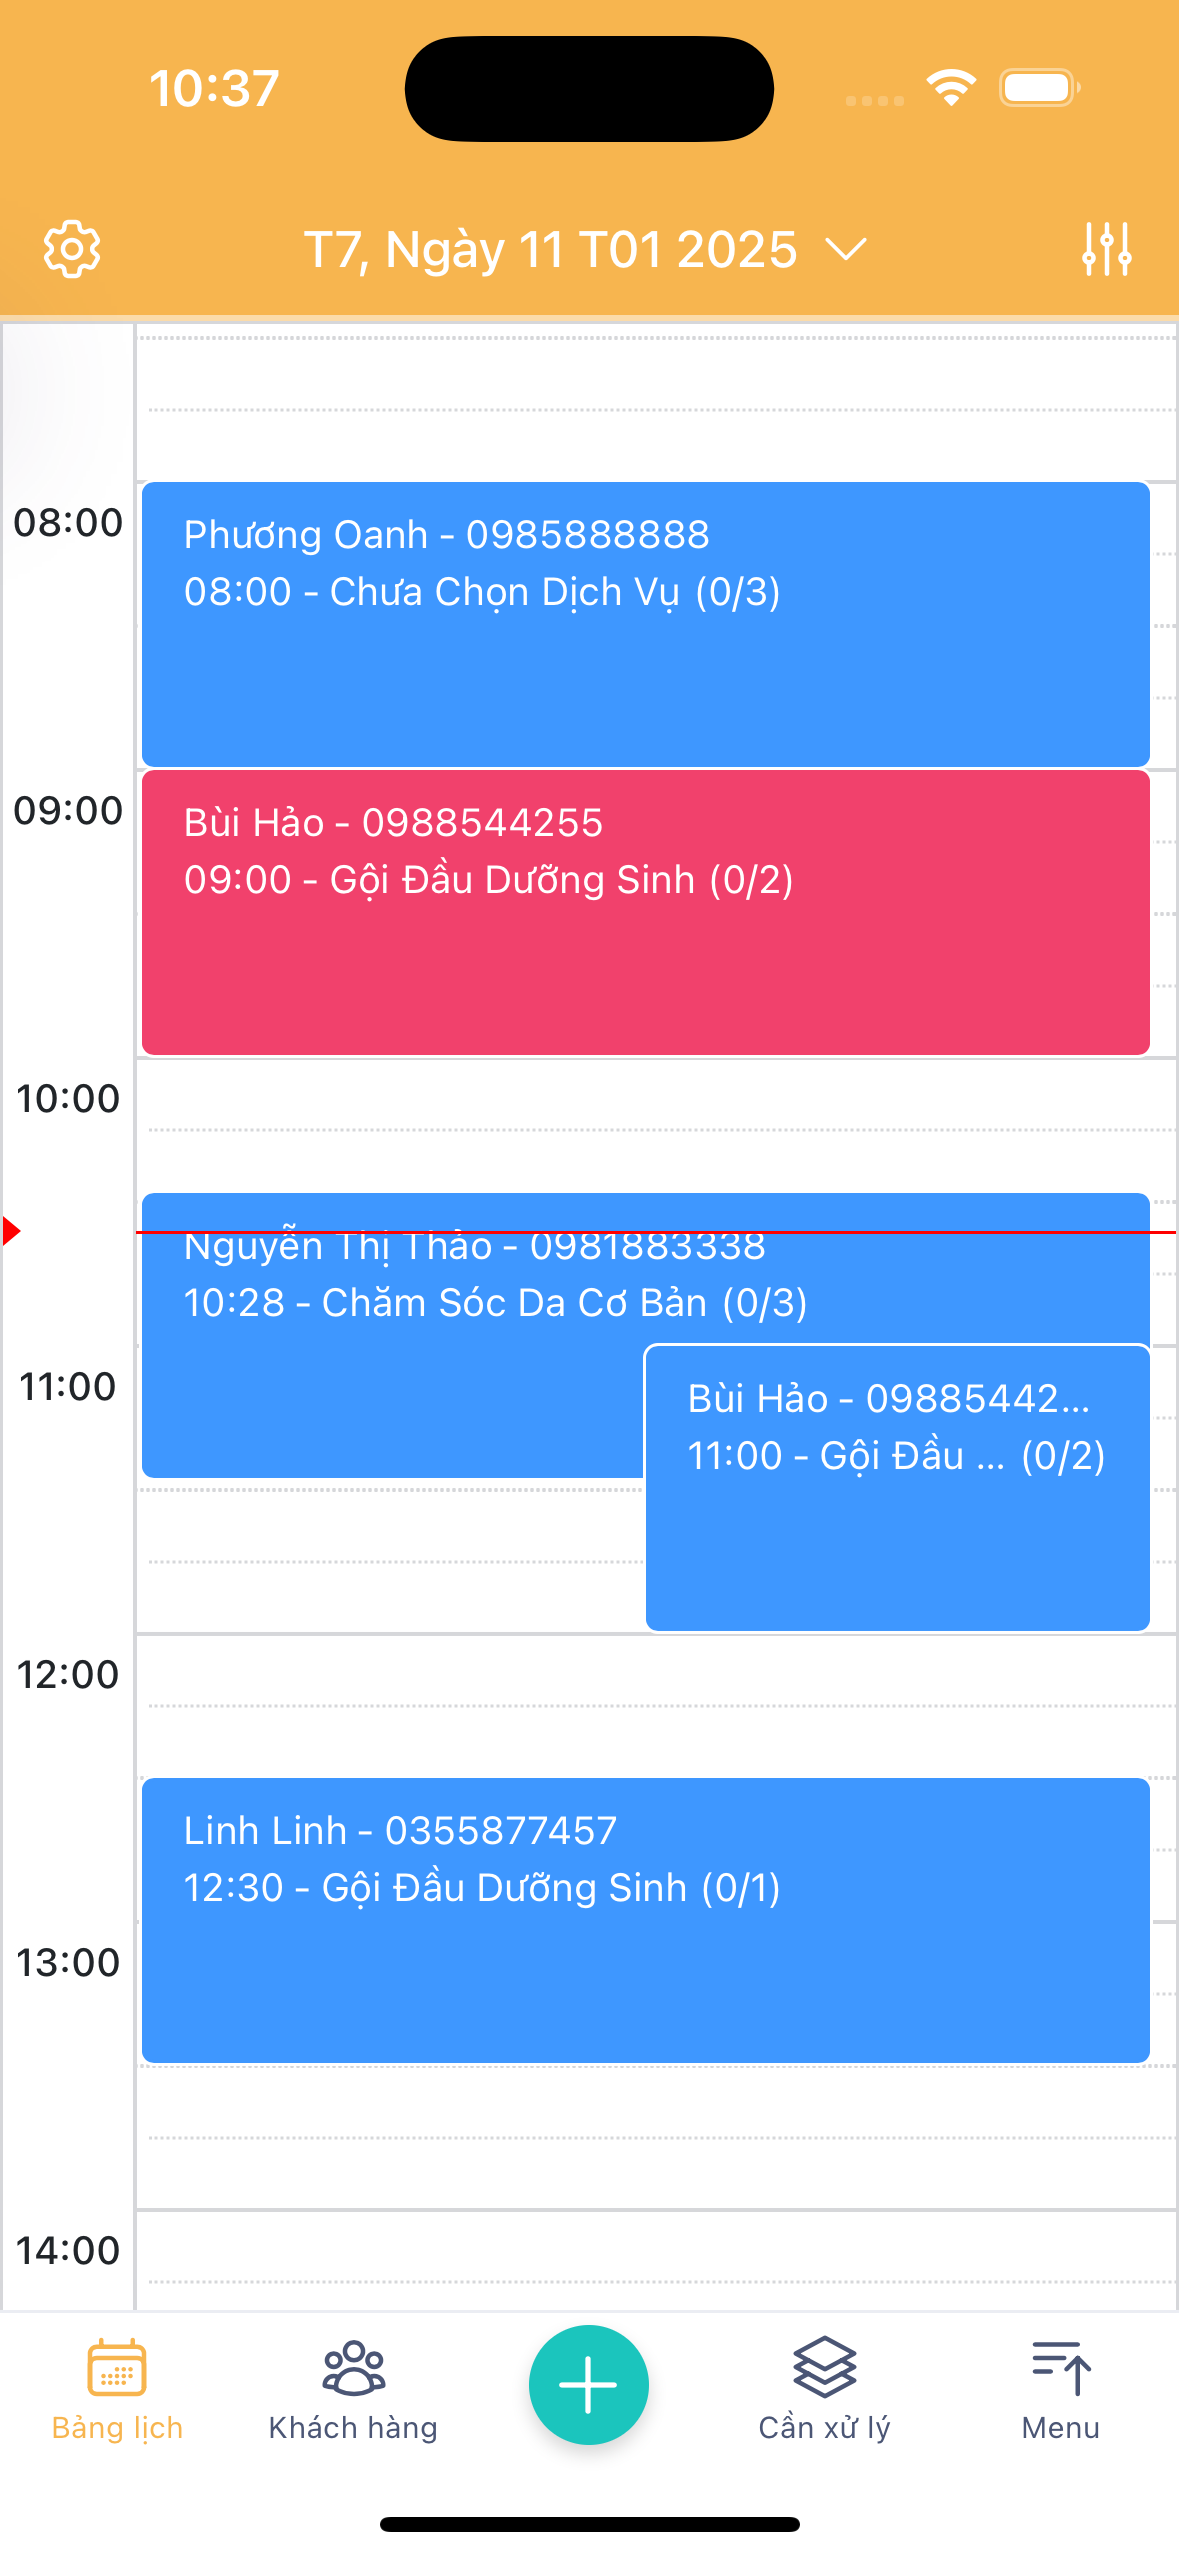 10:37
T7, Ngày 11 T01 2025
08:00
Phương Oanh - 0985888888
08:00 - Chưa Chọn Dịch Vụ (0/3)
09:00
Bùi Hảo - 0988544255
09:00 - Gội Đầu Dưỡng Sinh (0/2)
10:00
Nguyễn Thị Thảo - 0981883338
10:28 - Chăm Sóc Da Cơ Bản (0/3)
11:00
Bùi Hảo - 09885442...
11:00 - Gội Đầu ... (0/2)
12:00
Linh Linh - 0355877457
12:30 - Gội Đầu Dưỡng Sinh (0/1)
13:00
14:00
Bảng lịch
Khách hàng
Cần xử lý
Menu